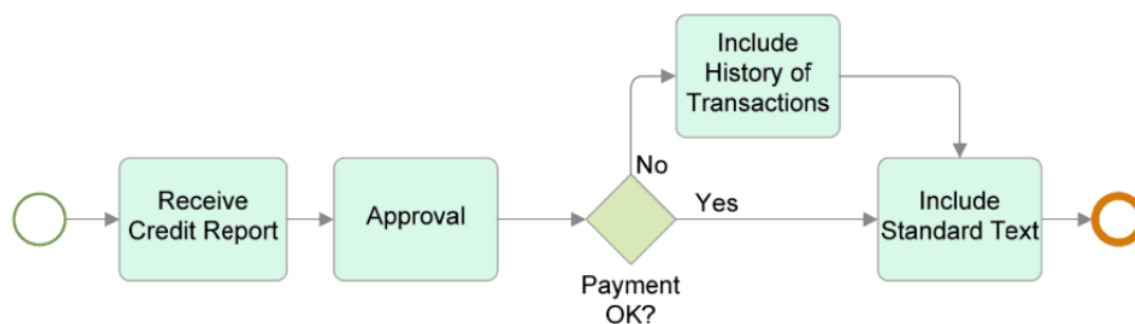 Include
History of
Transactions
No
Receive
Credit Report
Approval
Yes
Include
Standard Text
Payment
OK?